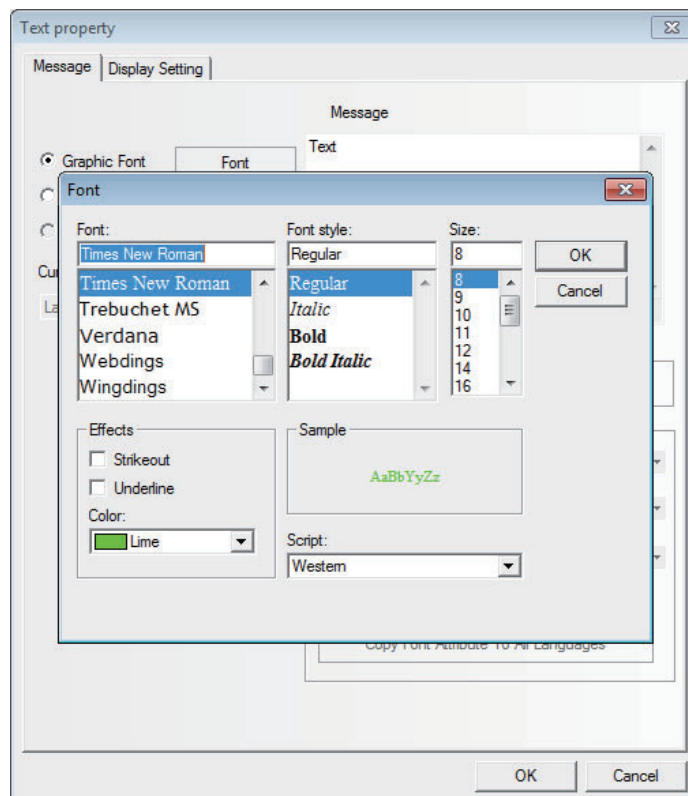 Text property
Message
Display Setting
Message
Text
Graphic Font
Font
Font
Font:
Font style:
Size:
Times New Roman
Regular
8
OK
Times New Roman
Regular
8
Cancel
Trebuchet MS
Italic
9
Verdana
Bold
10
Webdings
Bold Italic
11
Wingdings
12
14
16
Effects
Sample
Strikeout
AaBbYyZz
Underline
Color:
Lime
Script:
Western
Copy Font Attribute To All Languages
OK
Cancel